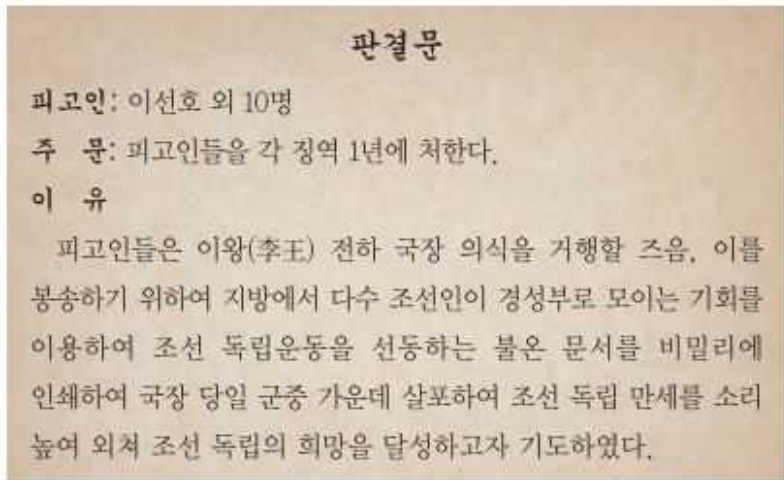 판결문
피고인: 이선호 외 10명
주 문: 피고인들을 각 징역 1년에 처한다.
이 유
피고인들은 이왕(李王) 전하 국장 의식을 거행할 즈음, 이를
봉송하기 위하여 지방에서 다수 조선인이 경성부로 모이는 기회를
이용하여 조선 독립운동을 선동하는 불온 문서를 비밀리에
인쇄하여 국장 당일 군중 가운데 살포하여 조선 독립 만세를 소리
높여 외쳐 조선 독립의 희망을 달성하고자 기도하였다.